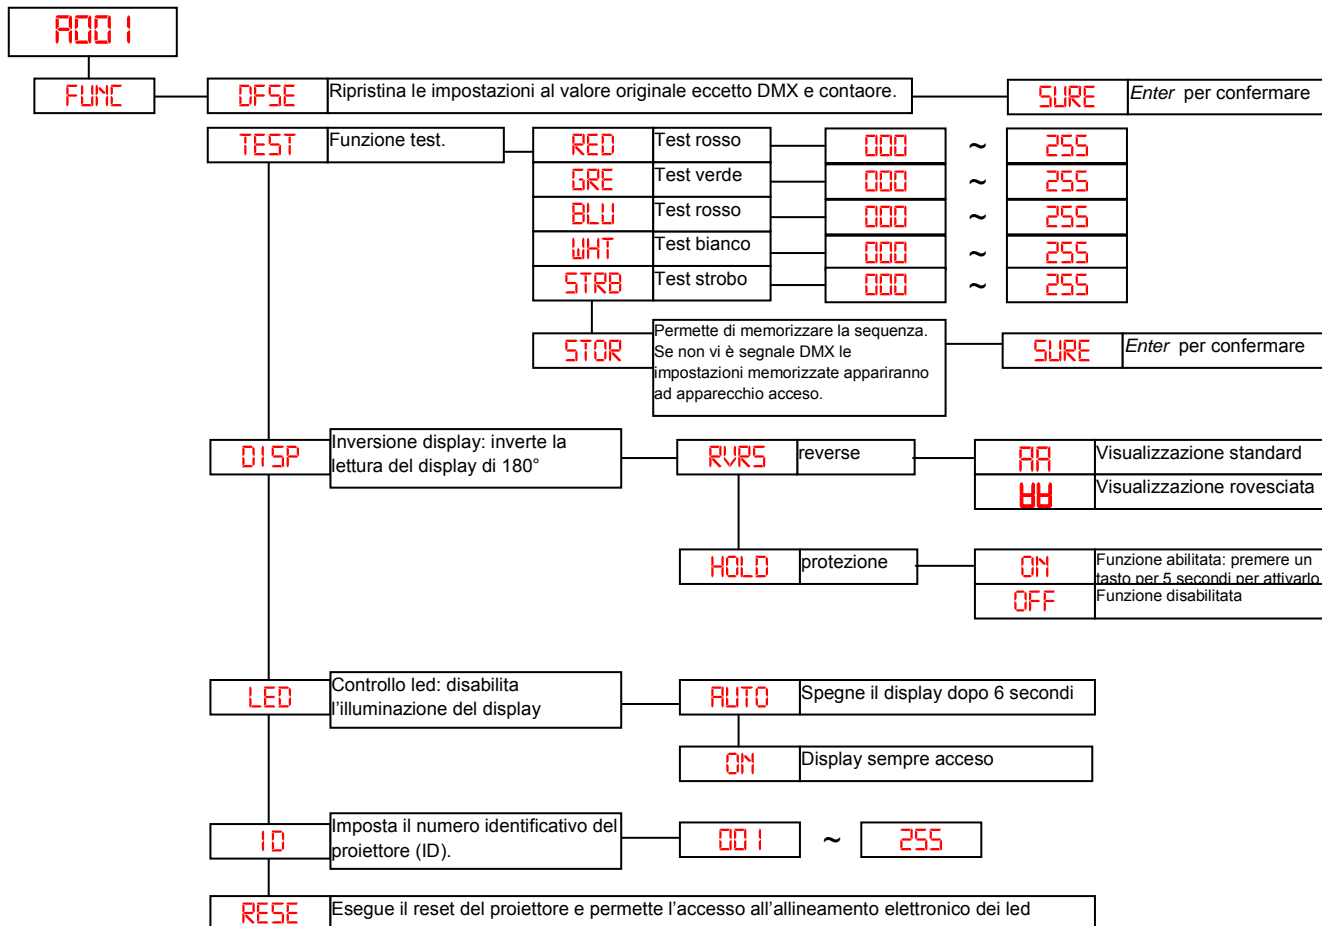 A001
FUNC
DFSE
Ripristina le impostazioni al valore originale eccetto DMX e contaore.
SURE
Enter per confermare
TEST
Funzione test.
RED
Test rosso
000
~
255
GRE
Test verde
000
~
255
BLU
Test rosso
000
~
255
WHT
Test bianco
000
~
255
STRB
Test strobo
000
~
255
STOR
Permette di memorizzare la sequenza.
Se non vi è segnale DMX le
impostazioni memorizzate appariranno
ad apparecchio acceso.
SURE
Enter per confermare
DISP
Inversione display: inverte la
lettura del display di 180°
RVRS
reverse
AA
Visualizzazione standard
AA
Visualizzazione rovesciata
HOLD
protezione
ON
Funzione abilitata: premere un
tasto per 5 secondi per attivarlo
OFF
Funzione disabilitata
LED
Controllo led: disabilita
l'illuminazione del display
AUTO
Spegne il display dopo 6 secondi
ON
Display sempre acceso
ID
Imposta il numero identificativo del
proiettore (ID).
001
~
255
RESE
Esegue il reset del proiettore e permette l'accesso all'allineamento elettronico dei led